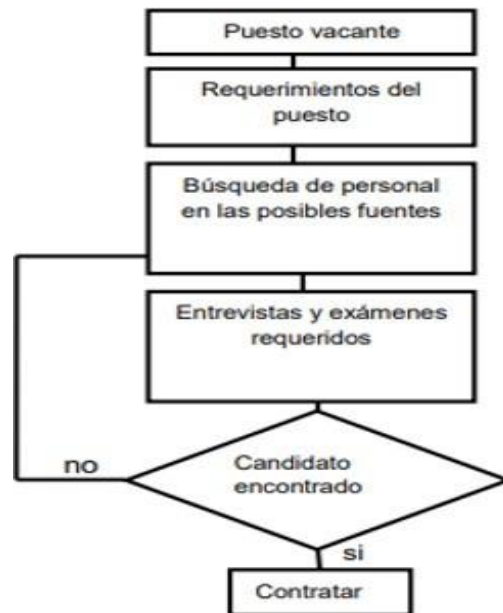 Puesto vacante
Requerimientos del
puesto
Búsqueda de personal
en las posibles fuentes
Entrevistas y exámenes
requeridos
Candidato
encontrado
no
si
Contratar